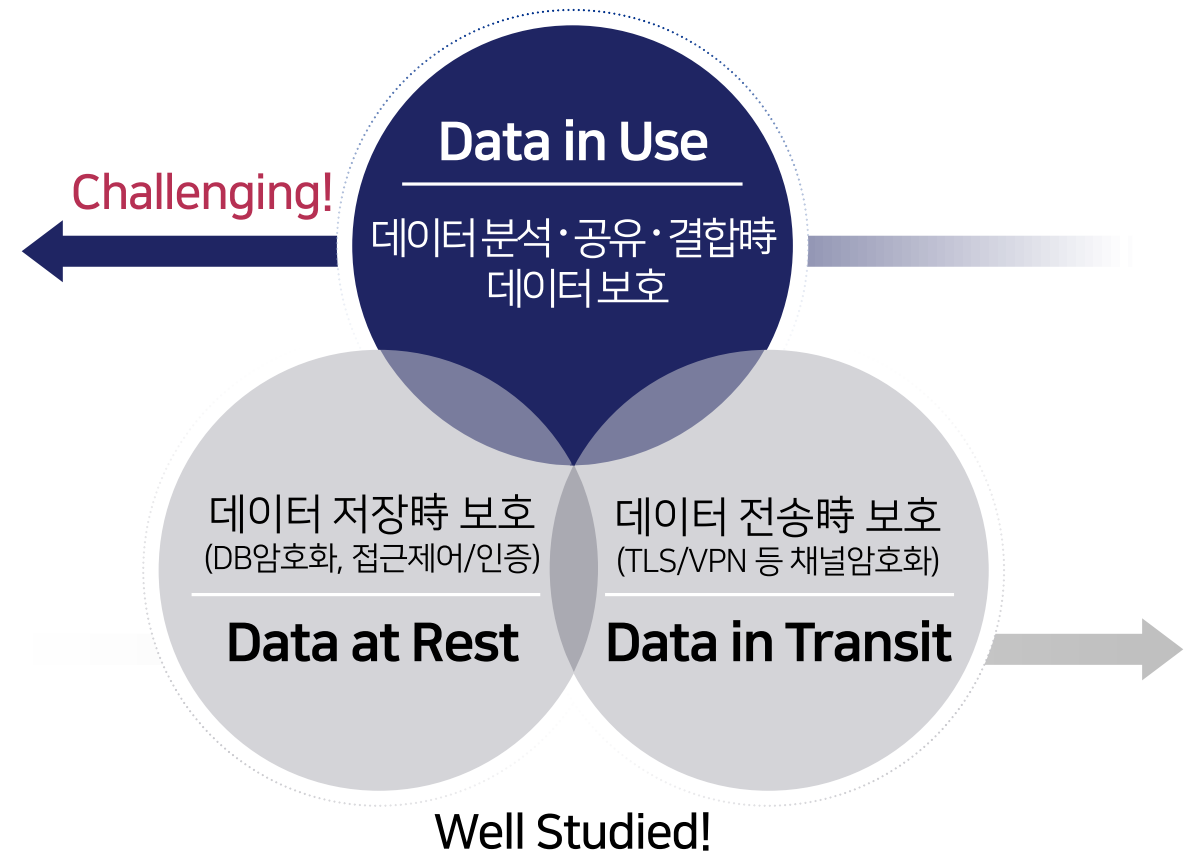 Data in Use
Challenging!
데이터 분석·공유·결합時
데이터 보호
데이터 저장時 보호
(DB암호화, 접근제어/인증)
Data at Rest
데이터 전송時 보호
(TLS/VPN 등 채널암호화)
Data in Transit
Well Studied!